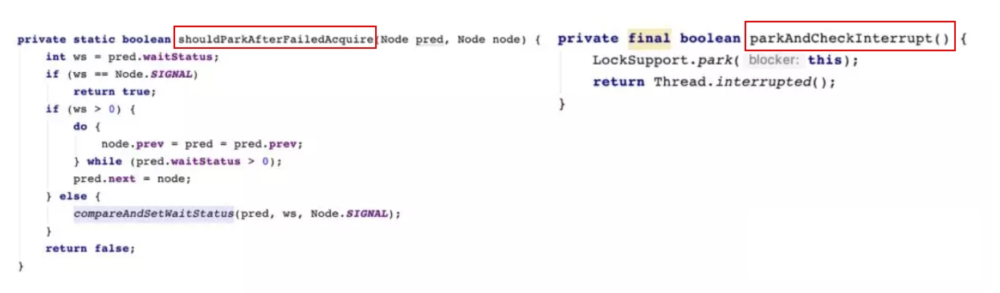 private static boolean shouldParkAfterFailedAcquire(Node pred, Node node) {
    int ws = pred.waitStatus;
    if (ws == Node.SIGNAL)
        return true;
    if (ws > 0) {
        do {
            node.prev = pred = pred.prev;
        } while (pred.waitStatus > 0);
        pred.next = node;
    } else {
        compareAndSetWaitStatus(pred, ws, Node.SIGNAL);
    }
    return false;
}
private final boolean parkAndCheckInterrupt() {
    LockSupport.park( blocker: this);
    return Thread.interrupted();
}